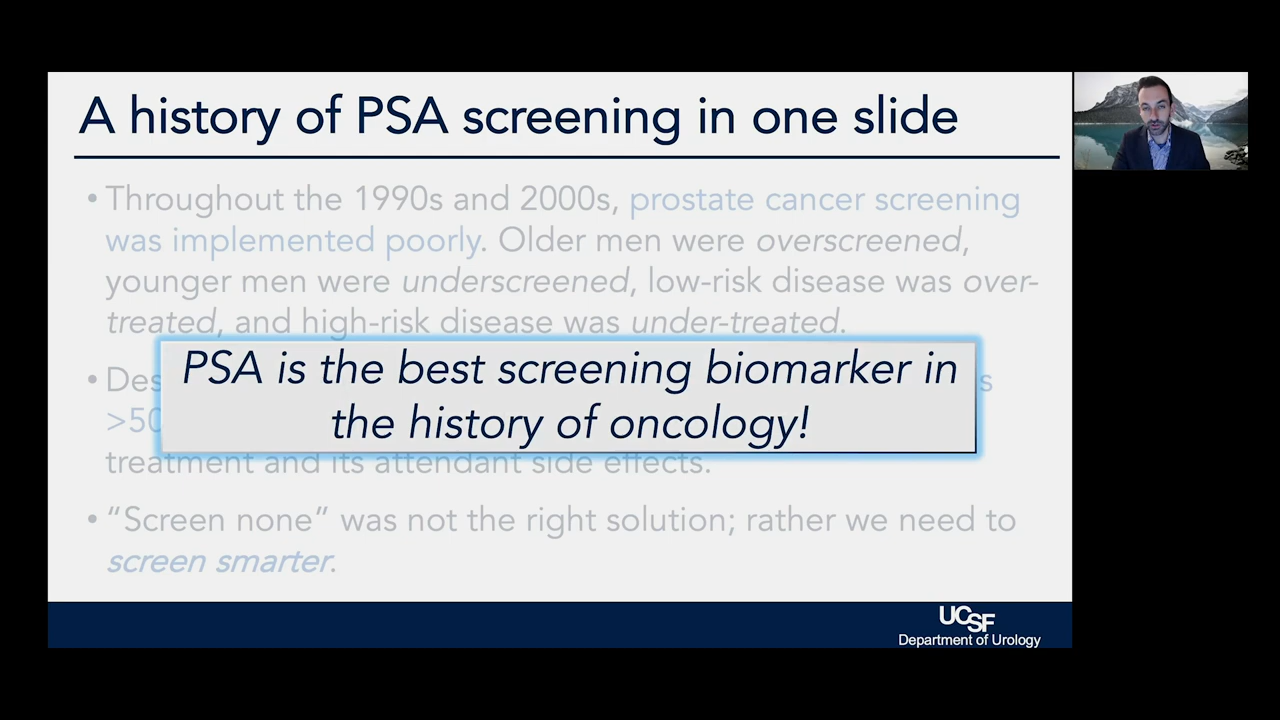 A history of PSA screening in one slide
• Throughout the 1990s and 2000s, prostate cancer screening
was implemented poorly. Older men were overscreened,
younger men were underscreened, low-risk disease was over-
treated, and high-risk disease was under-treated.
PSA is the best screening biomarker in
the history of oncology!
treatment and its attendant side effects.
• “Screen none” was not the right solution; rather we need to
screen smarter.
UCSF
Department of Urology